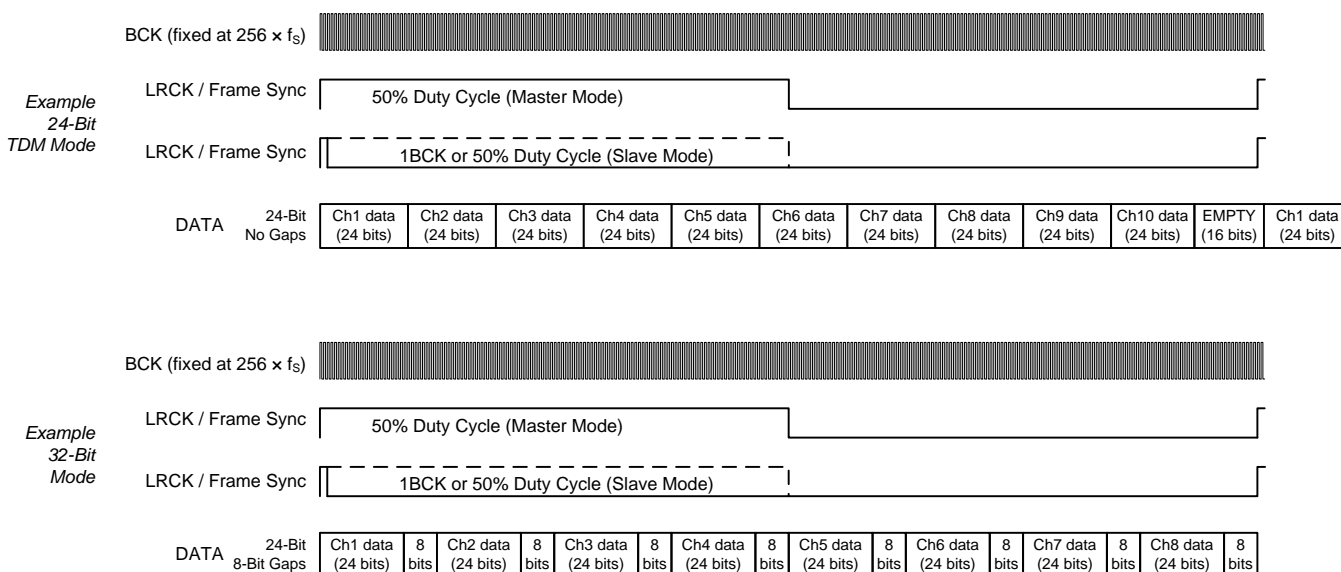 BCK (fixed at 256 × fS)
Example
24-Bit
TDM Mode
LRCK / Frame Sync
50% Duty Cycle (Master Mode)
LRCK / Frame Sync
1BCK or 50% Duty Cycle (Slave Mode)
DATA
24-Bit
No Gaps
Ch1 data
(24 bits)
Ch2 data
(24 bits)
Ch3 data
(24 bits)
Ch4 data
(24 bits)
Ch5 data
(24 bits)
Ch6 data
(24 bits)
Ch7 data
(24 bits)
Ch8 data
(24 bits)
Ch9 data
(24 bits)
Ch10 data
(24 bits)
EMPTY
(16 bits)
Ch1 data
(24 bits)
BCK (fixed at 256 × fS)
Example
32-Bit
Mode
LRCK / Frame Sync
50% Duty Cycle (Master Mode)
LRCK / Frame Sync
1BCK or 50% Duty Cycle (Slave Mode)
DATA
24-Bit
8-Bit Gaps
Ch1 data
(24 bits)
8
bits
Ch2 data
(24 bits)
8
bits
Ch3 data
(24 bits)
8
bits
Ch4 data
(24 bits)
8
bits
Ch5 data
(24 bits)
8
bits
Ch6 data
(24 bits)
8
bits
Ch7 data
(24 bits)
8
bits
Ch8 data
(24 bits)
8
bits